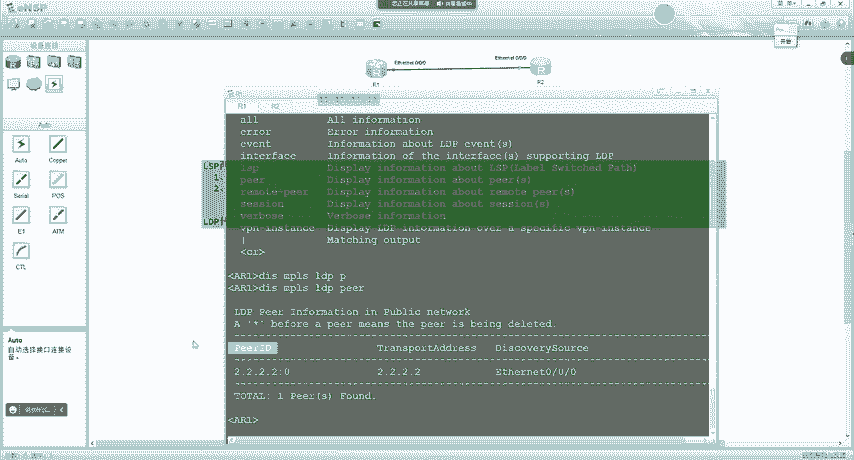 eNSP
Ethernet 0/0/0
Ethernet 0/0/0
R1
R2
Auto
Auto
Copper
Serial
POS
E1
ATM
CTL
Auto
自动选择接口连接设备。
R1
R2
all All information
error Error information
event Information about LDP event(s)
interface Information of the interface(s) supporting LDP
lsp Display information about LSP(Label Switched Path)
peer Display information about peer(s)
remote-peer Display information about remote peer(s)
session Display information about session(s)
verbose Verbose information
vpn-instance Display LDP information over a specific vpn-instance
| Matching output
<cr>
<AR1>dis mpls ldp p
<AR1>dis mpls ldp peer
LDP Peer Information in Public network
A '*' before a peer means the peer is being deleted.
PeerID TransportAddress DiscoverySource
2.2.2.2:0 2.2.2.2 Ethernet0/0/0
TOTAL: 1 Peer(s) Found.
<AR1>